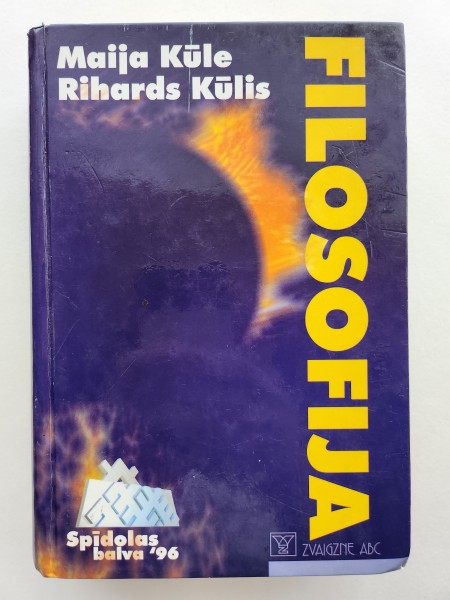 Maija Kūle
Rihards Kūlis
FILOSOFIJA
Spīdolas
balva '96
ZVAIGZNE ABC